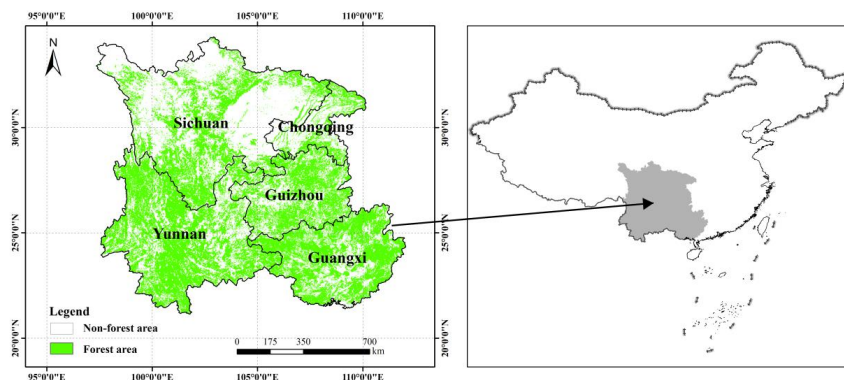 95°0'0"E 100°0'0"E 105°0'0"E 110°0'0"E
N
30°0'0"N
25°0'0"N
20°0'0"N
Sichuan
Chongqing
Guizhou
Yunnan
Guangxi
Legend
Non-forest area
Forest area
0 175 350 700
km
30°0'0"N
25°0'0"N
20°0'0"N
95°0'0"E 100°0'0"E 105°0'0"E 110°0'0"E